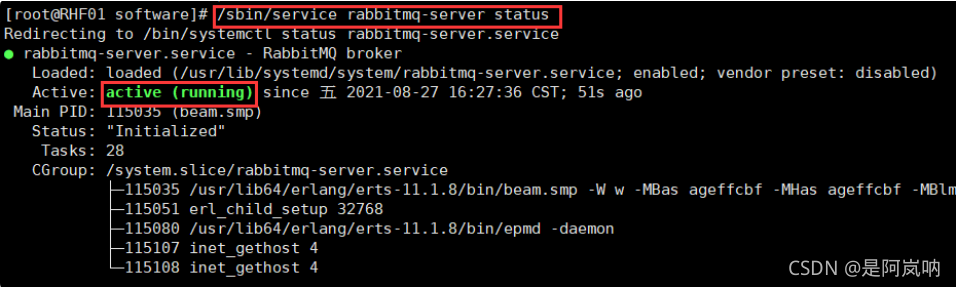 [root@RHF01 software]# /sbin/service rabbitmq-server status
Redirecting to /bin/systemctl status rabbitmq-server.service
● rabbitmq-server.service - RabbitMQ broker
Loaded: loaded (/usr/lib/systemd/system/rabbitmq-server.service; enabled; vendor preset: disabled)
Active: active (running) since 五 2021-08-27 16:27:36 CST; 51s ago
Main PID: 115035 (beam.smp)
Status: "Initialized"
Tasks: 28
CGroup: /system.slice/rabbitmq-server.service
├─115035 /usr/lib64/erlang/erts-11.1.8/bin/beam.smp -W w -MBas ageffcbf -MHas ageffcbf -MBlm
├─115051 erl_child_setup 32768
├─115080 /usr/lib64/erlang/erts-11.1.8/bin/epmd -daemon
├─115107 inet_gethost 4
└─115108 inet_gethost 4
CSDN @是阿岚呐